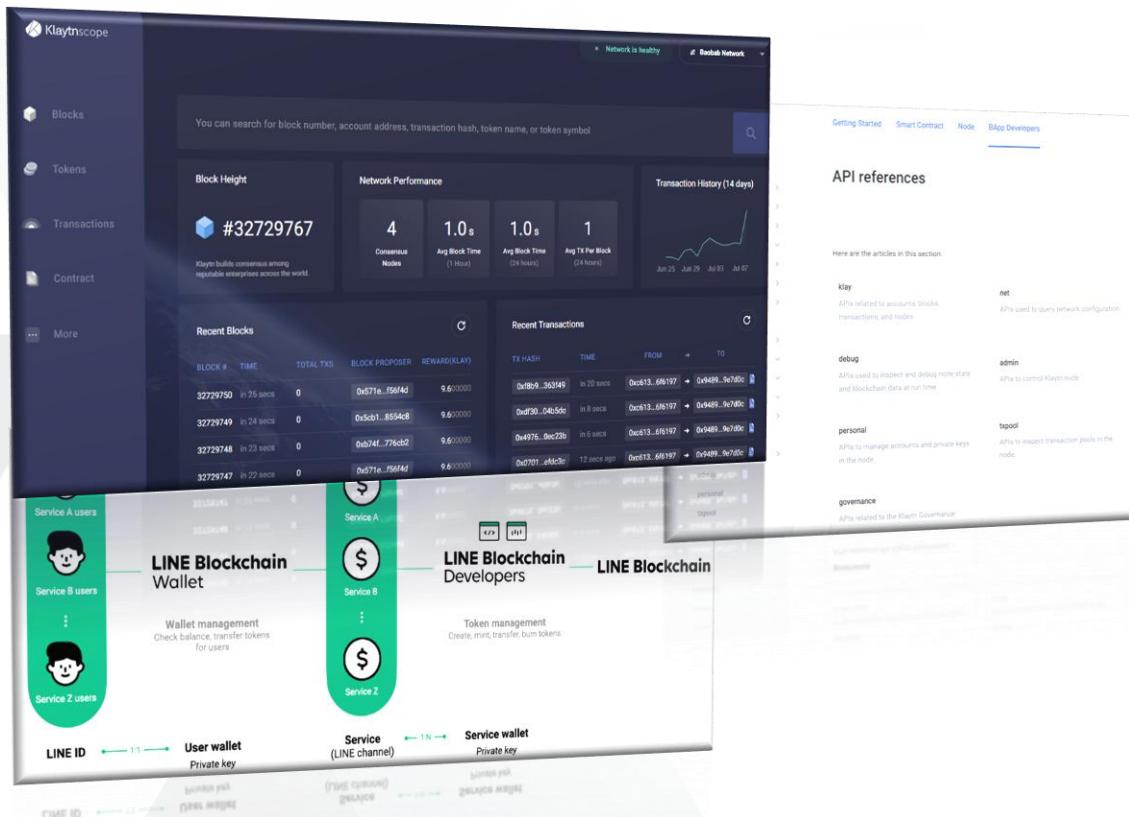 Klaytnscope
Network is healthy
Baobab Network
Blocks
Tokens
Transactions
Contract
More
You can search for block number, account address, transaction hash, token name, or token symbol
Block Height
#32729767
Klaytn builds consensus among
reputable enterprises across the world.
Network Performance
4
Consensus
Nodes
1.0 s
Avg Block Time
(1 Hour)
1.0 s
Avg Block Time
(24 hours)
1
Avg TX Per Block
(24 hours)
Transaction History (14 days)
Jun 25 Jun 29 Jul 03 Jul 07
Recent Blocks
BLOCK # TIME TOTAL TXS BLOCK PROPOSER REWARD(KLAY)
32729750 in 26 secs 0 0x571e...f56f4d 9.600000
32729749 in 24 secs 0 0x5cb1...8554c8 9.600000
32729748 in 23 secs 0 0xb74f...776cb2 9.600000
32729747 in 22 secs 0 0x571e...f56f4d 9.600000
Recent Transactions
TX HASH TIME FROM → TO
0xf8b9...363f49 in 20 secs 0xc613...6f6197 → 0x9489...9e7d0c
0xdf30...04b5dc in 8 secs 0xc613...6f6197 → 0x9489...9e7d0c
0x4976...0ec23b in 6 secs 0xc613...6f6197 → 0x9489...9e7d0c
0x0701...efdc3c 12 secs ago 0xc613...6f6197 → 0x9489...9e7d0c
Getting Started Smart Contract Node BApp Developers
API references
Here are the articles in this section.
klay
APIs related to accounts, blocks,
transactions, and nodes
net
APIs used to query network configuration.
debug
APIs used to inspect and debug node state
and blockchain data at run time
admin
APIs to control Klaytn node
personal
APIs to manage accounts and private keys
in the node.
txpool
APIs to inspect transaction pools in the
node.
governance
APIs related to the Klaytn Governance
personal
txpool
Service A users
Service B users
Service Z users
LINE Blockchain
Wallet
Wallet management
Check balance, transfer tokens
for users
Service A
Service B
Service Z
LINE Blockchain
Developers
Token management
Create, mint, transfer, burn tokens
LINE Blockchain
LINE ID 1:1 User wallet
Private key
Service
(LINE channel)
1:N Service wallet
Private key